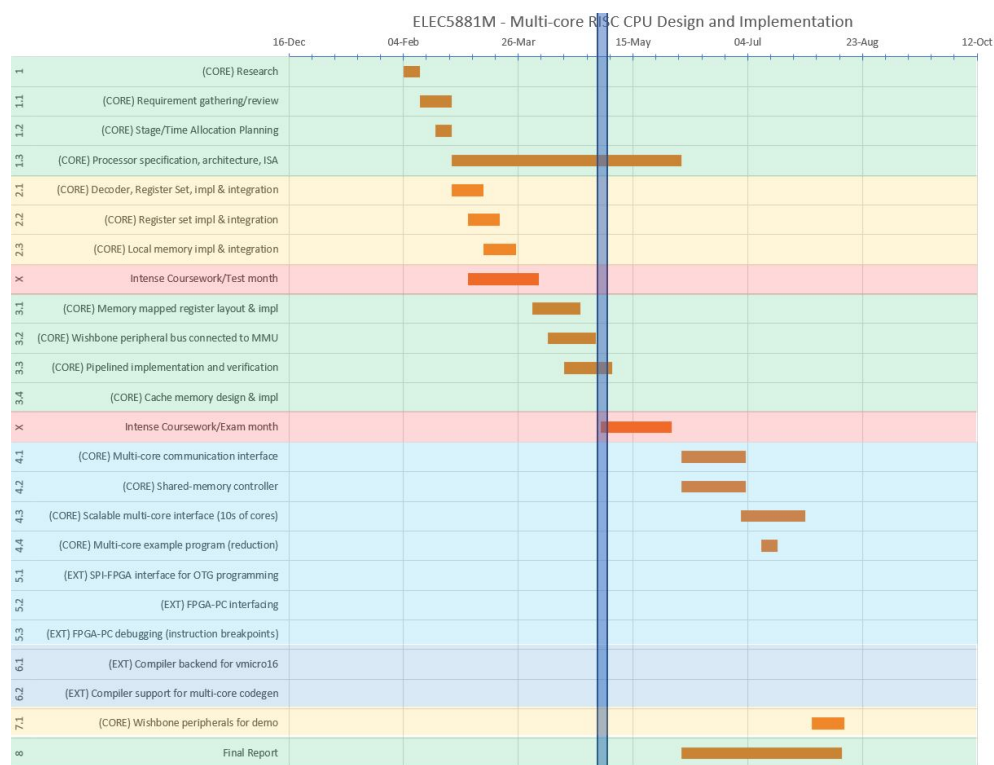 ELEC5881M - Multi-core RISC CPU Design and Implementation
16-Dec 04-Feb 26-Mar 15-May 04-Jul 23-Aug 12-Oct
1 (CORE) Research
1.1 (CORE) Requirement gathering/review
1.2 (CORE) Stage/Time Allocation Planning
1.3 (CORE) Processor specification, architecture, ISA
2.1 (CORE) Decoder, Register Set, impl & integration
2.2 (CORE) Register set impl & integration
2.3 (CORE) Local memory impl & integration
X Intense Coursework/Test month
3.1 (CORE) Memory mapped register layout & impl
3.2 (CORE) Wishbone peripheral bus connected to MMU
3.3 (CORE) Pipelined implementation and verification
3.4 (CORE) Cache memory design & impl
X Intense Coursework/Exam month
4.1 (CORE) Multi-core communication interface
4.2 (CORE) Shared-memory controller
4.3 (CORE) Scalable multi-core interface (10s of cores)
4.4 (CORE) Multi-core example program (reduction)
5.1 (EXT) SPI-FPGA interface for OTG programming
5.2 (EXT) FPGA-PC interfacing
5.3 (EXT) FPGA-PC debugging (instruction breakpoints)
6.1 (EXT) Compiler backend for vmicro16
6.2 (EXT) Compiler support for multi-core codegen
7.1 (CORE) Wishbone peripherals for demo
8 Final Report